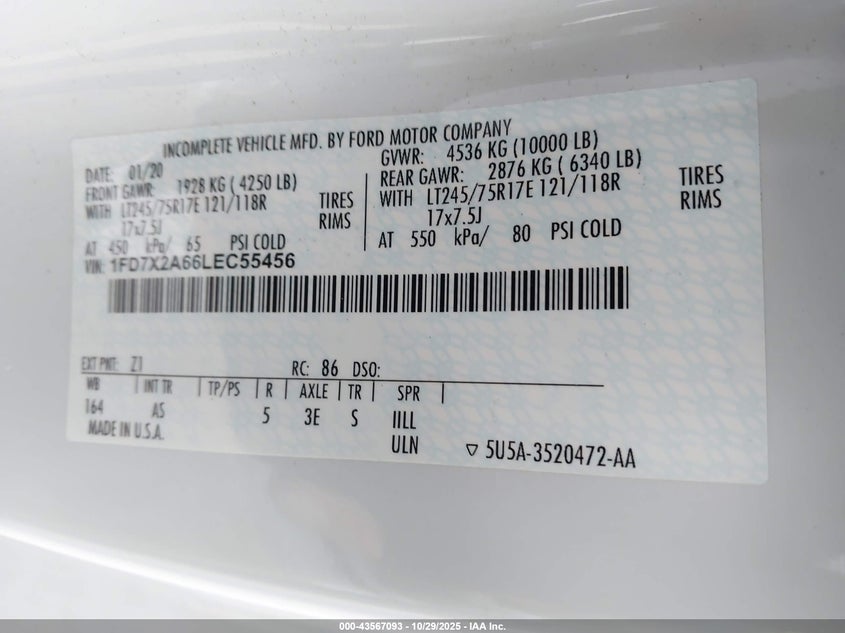 INCOMPLETE VEHICLE MFD. BY FORD MOTOR COMPANY
DATE: 01/20
GVWR: 4536 KG (10000 LB)
FRONT GAWR: 1928 KG ( 4250 LB)
REAR GAWR: 2876 KG ( 6340 LB)
WITH LT245/75R17E 121/118R TIRES
WITH LT245/75R17E 121/118R TIRES
17x7.5J RIMS
17x7.5J RIMS
AT 450 kPa/ 65 PSI COLD
AT 550 kPa/ 80 PSI COLD
VIN: 1FD7X2A66LEC55456
EXT PNT: Z1 RC: 86 DSO:
WB | INT TR | TP/PS | R | AXLE | TR | SPR |
164 AS 5 3E S IILL
MADE IN U.S.A. ULN ▽ 5U5A-3520472-AA
000-43567093 - 10/29/2025 - IAA Inc.